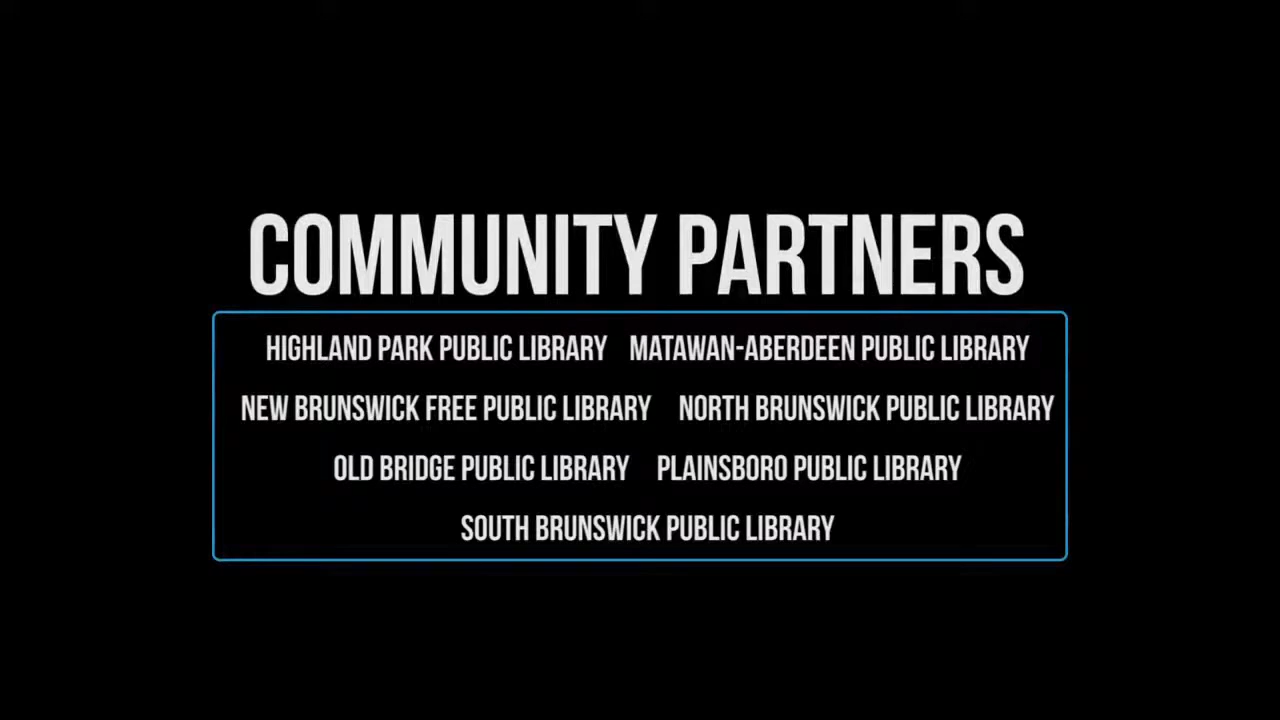 COMMUNITY PARTNERS
HIGHLAND PARK PUBLIC LIBRARY MATAWAN-ABERDEEN PUBLIC LIBRARY
NEW BRUNSWICK FREE PUBLIC LIBRARY NORTH BRUNSWICK PUBLIC LIBRARY
OLD BRIDGE PUBLIC LIBRARY PLAINSBORO PUBLIC LIBRARY
SOUTH BRUNSWICK PUBLIC LIBRARY